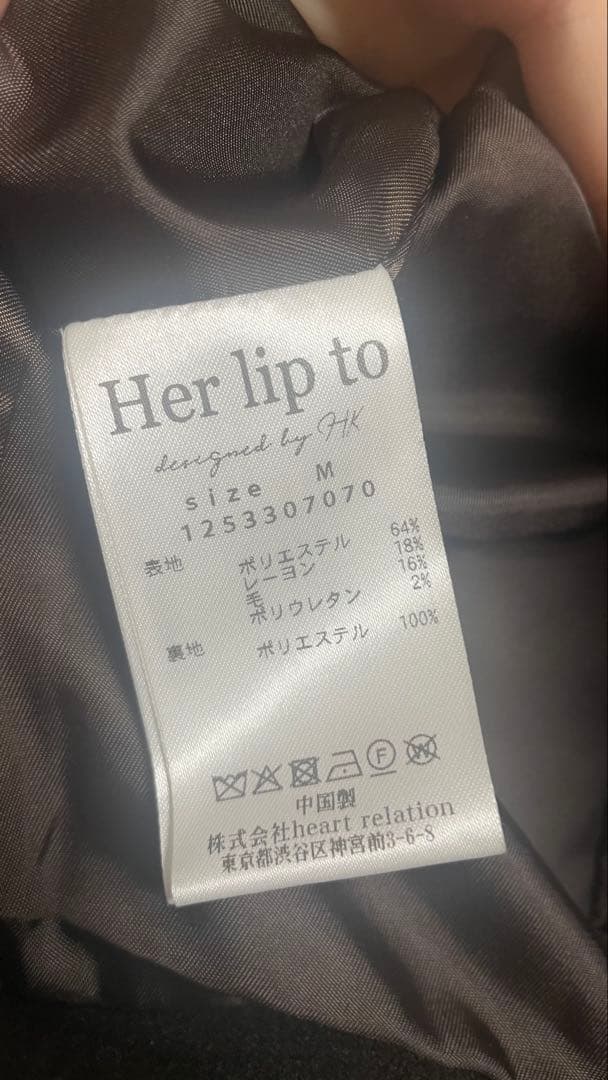 Her lip to
designed by HK
size M
1253307070
表地 ポリエステル 64%
レーヨン 18%
毛 16%
ポリウレタン 2%
裏地 ポリエステル 100%
F W
中国製
株式会社heart relation
東京都渋谷区神宮前3-6-8